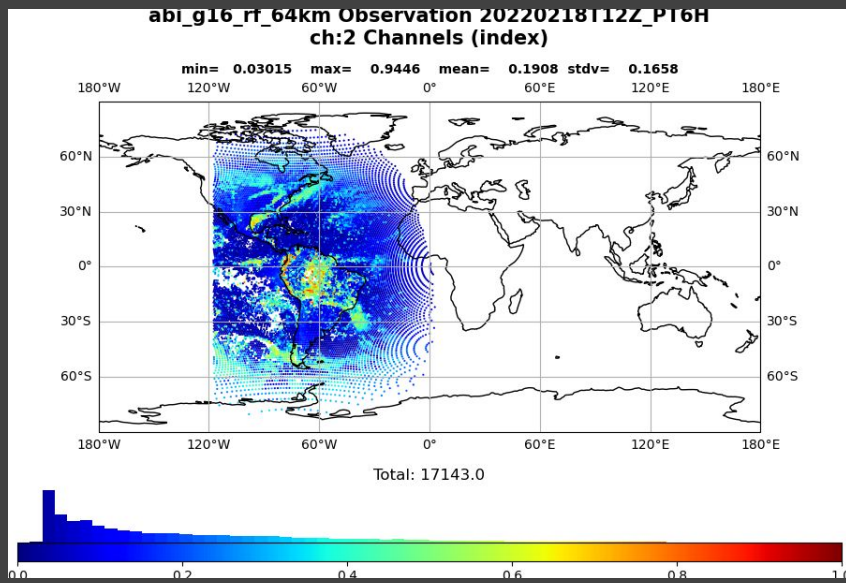 abi_g16_rf_64km Observation 20220218T12Z_PT6H
ch:2 Channels (index)
min= 0.03015 max= 0.9446 mean= 0.1908 stdv= 0.1658
180°W 120°W 60°W 0° 60°E 120°E 180°E
60°N 60°N
30°N 30°N
0° 0°
30°S 30°S
60°S 60°S
180°W 120°W 60°W 0° 60°E 120°E 180°E
Total: 17143.0
0.0 0.2 0.4 0.6 0.8 1.0